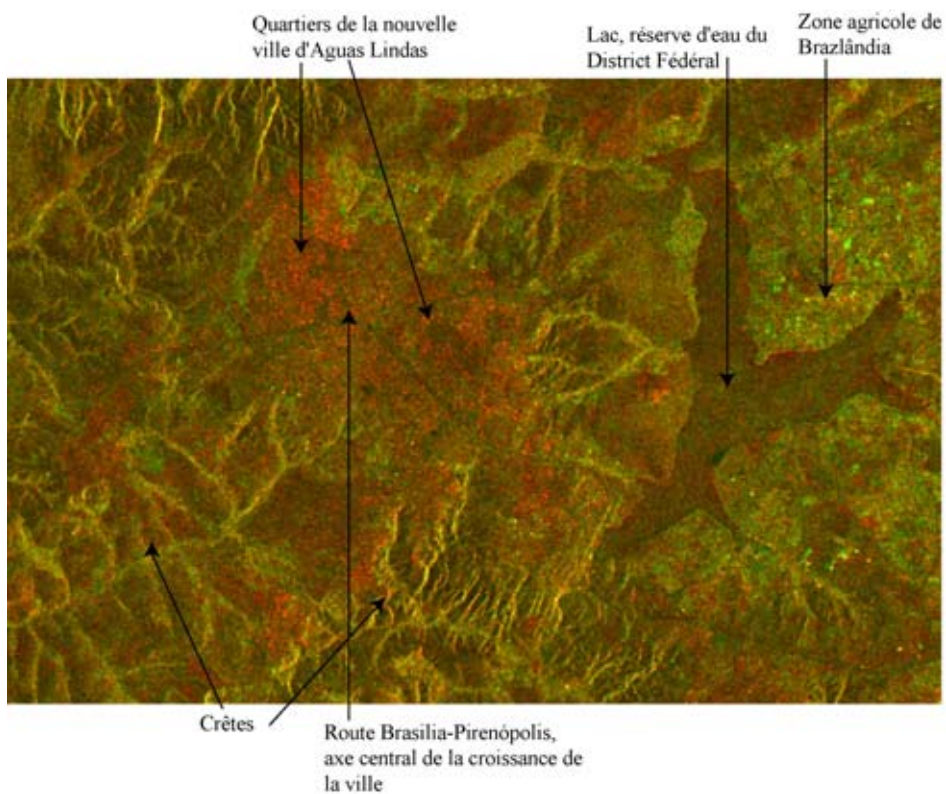 Quartiers de la nouvelle
ville d'Aguas Lindas
Lac, réserve d'eau du
District Fédéral
Zone agricole de
Brazlândia
Crêtes
Route Brasilia-Pirenópolis,
axe central de la croissance de
la ville